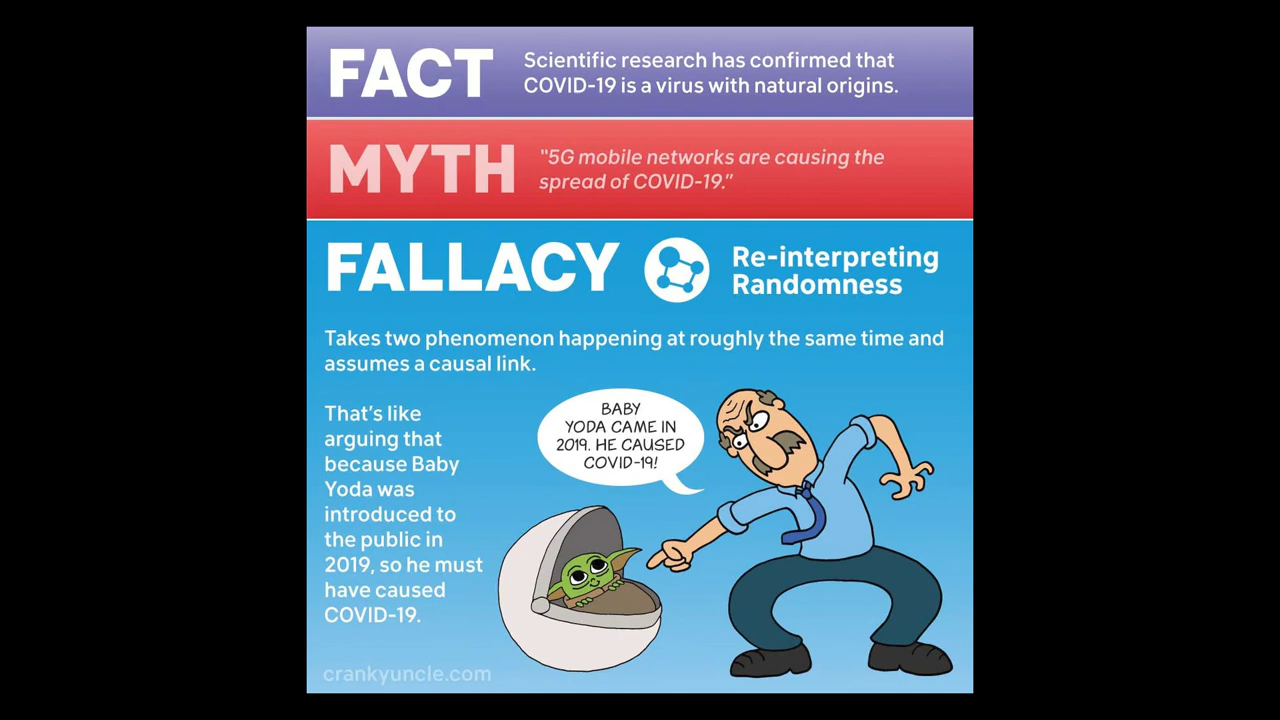 FACT
Scientific research has confirmed that
COVID-19 is a virus with natural origins.
MYTH
"5G mobile networks are causing the
spread of COVID-19."
FALLACY
Re-interpreting
Randomness
Takes two phenomenon happening at roughly the same time and
assumes a causal link.
That's like
arguing that
because Baby
Yoda was
introduced to
the public in
2019, so he must
have caused
COVID-19.
BABY
YODA CAME IN
2019. HE CAUSED
COVID-19!
crankyuncle.com